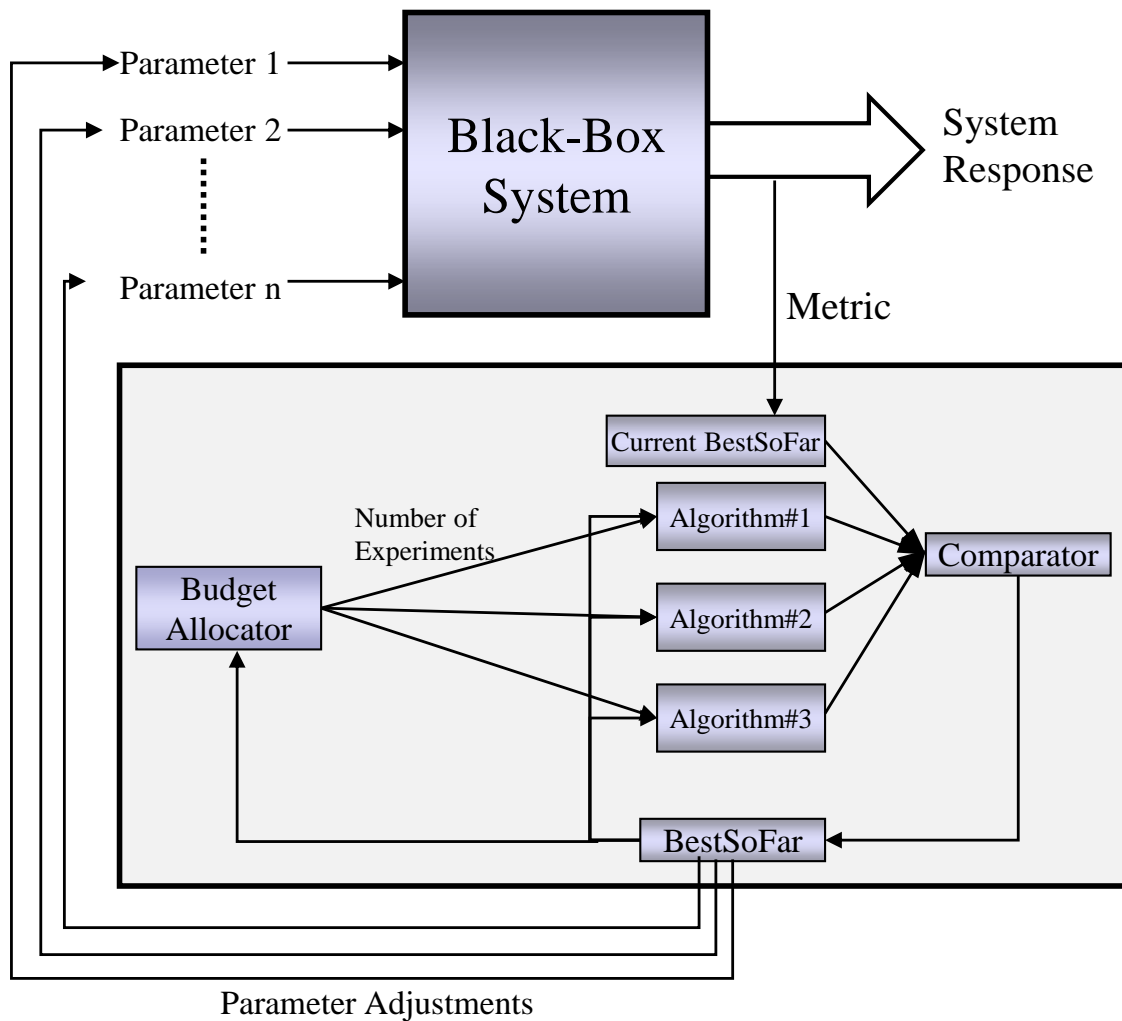 Parameter 1
Parameter 2
Parameter n
Black-Box
System
System
Response
Metric
Current BestSoFar
Number of
Experiments
Algorithm#1
Algorithm#2
Algorithm#3
Comparator
Budget
Allocator
BestSoFar
Parameter Adjustments